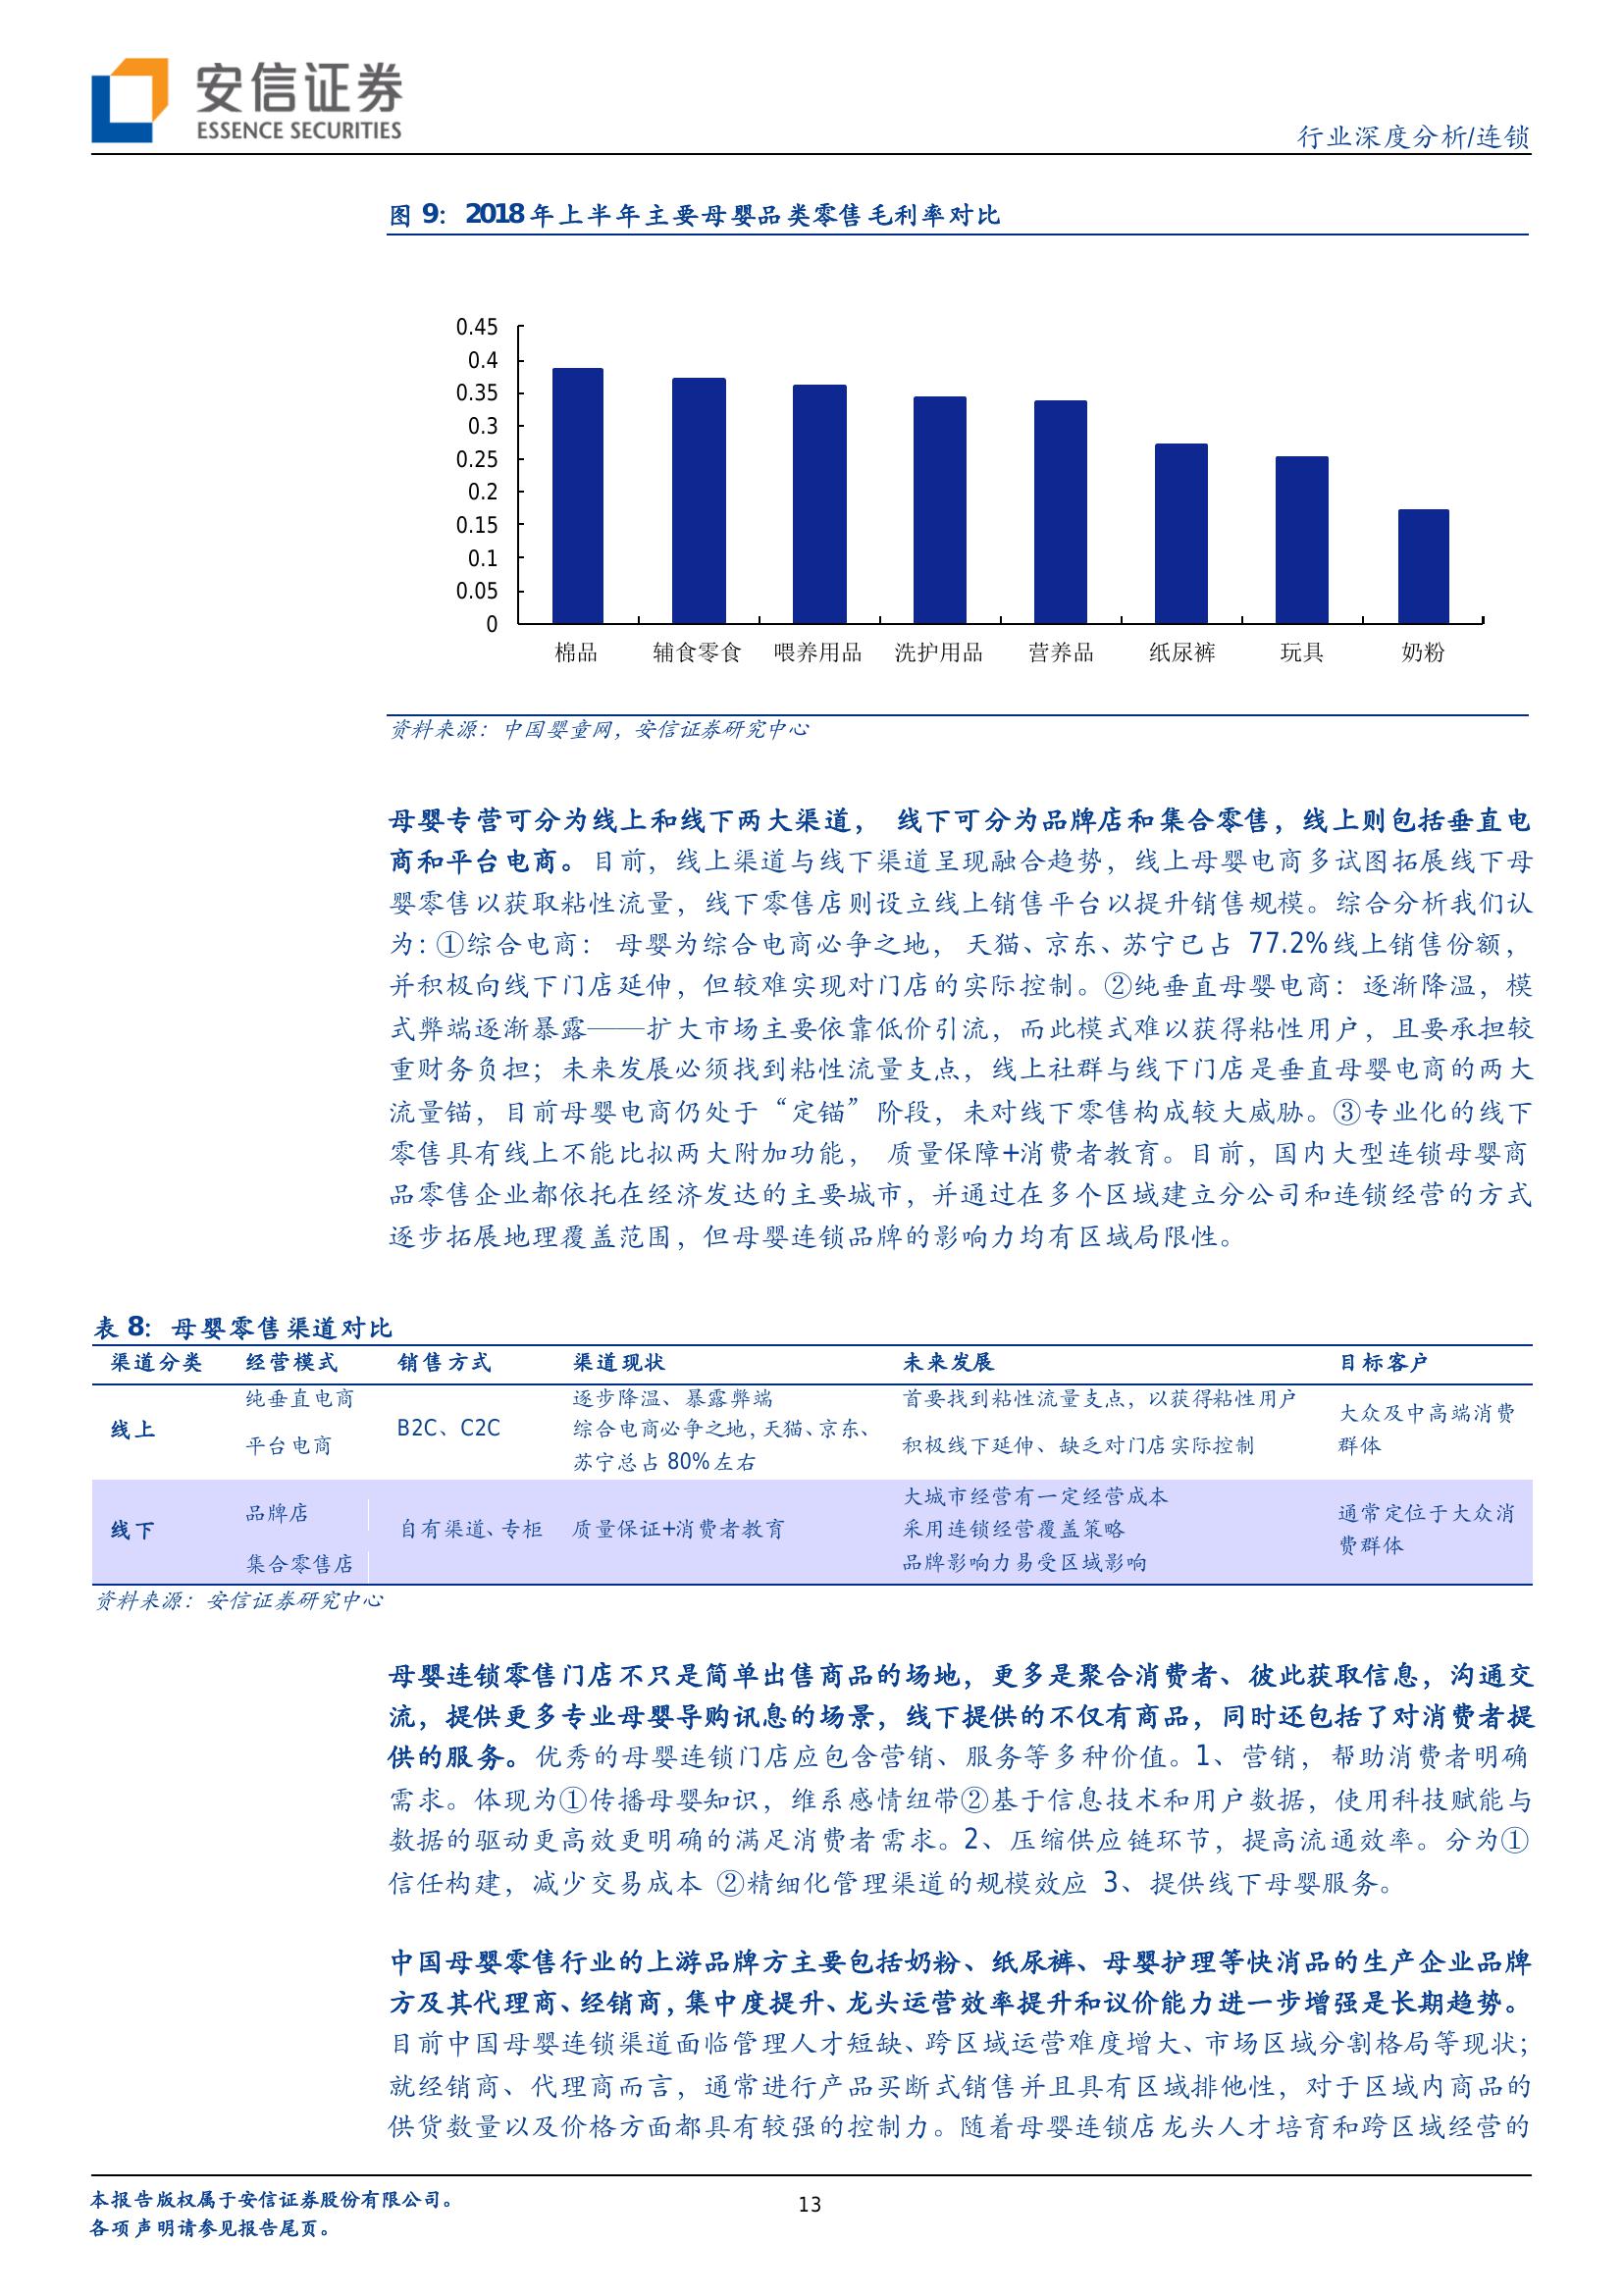 安信证券
ESSENCE SECURITIES
行业深度分析/连锁
图 9：2018 年上半年主要母婴品类零售毛利率对比
0.45
0.4
0.35
0.3
0.25
0.2
0.15
0.1
0.05
0
棉品 辅食零食 喂养用品 洗护用品 营养品 纸尿裤 玩具 奶粉
资料来源：中国婴童网，安信证券研究中心
母婴专营可分为线上和线下两大渠道， 线下可分为品牌店和集合零售，线上则包括垂直电
商和平台电商。目前，线上渠道与线下渠道呈现融合趋势，线上母婴电商多试图拓展线下母
婴零售以获取粘性流量，线下零售店则设立线上销售平台以提升销售规模。综合分析我们认
为：①综合电商： 母婴为综合电商必争之地， 天猫、京东、苏宁已占 77.2%线上销售份额，
并积极向线下门店延伸，但较难实现对门店的实际控制。②纯垂直母婴电商：逐渐降温，模
式弊端逐渐暴露——扩大市场主要依靠低价引流，而此模式难以获得粘性用户，且要承担较
重财务负担；未来发展必须找到粘性流量支点，线上社群与线下门店是垂直母婴电商的两大
流量锚，目前母婴电商仍处于“定锚”阶段，未对线下零售构成较大威胁。③专业化的线下
零售具有线上不能比拟两大附加功能， 质量保障+消费者教育。目前，国内大型连锁母婴商
品零售企业都依托在经济发达的主要城市，并通过在多个区域建立分公司和连锁经营的方式
逐步拓展地理覆盖范围，但母婴连锁品牌的影响力均有区域局限性。
表 8：母婴零售渠道对比
渠道分类 经营模式 销售方式 渠道现状 未来发展 目标客户
线上 纯垂直电商 B2C、C2C 逐步降温、暴露弊端 首要找到粘性流量支点，以获得粘性用户 大众及中高端消费
平台电商 综合电商必争之地，天猫、京东、 积极线下延伸、缺乏对门店实际控制 群体
苏宁总占 80%左右
线下 品牌店 自有渠道、专柜 质量保证+消费者教育 大城市经营有一定经营成本 通常定位于大众消
采用连锁经营覆盖策略 费群体
集合零售店 品牌影响力易受区域影响
资料来源：安信证券研究中心
母婴连锁零售门店不只是简单出售商品的场地，更多是聚合消费者、彼此获取信息，沟通交
流，提供更多专业母婴导购讯息的场景，线下提供的不仅有商品，同时还包括了对消费者提
供的服务。优秀的母婴连锁门店应包含营销、服务等多种价值。1、营销，帮助消费者明确
需求。体现为①传播母婴知识，维系感情纽带②基于信息技术和用户数据，使用科技赋能与
数据的驱动更高效更明确的满足消费者需求。2、压缩供应链环节，提高流通效率。分为①
信任构建，减少交易成本 ②精细化管理渠道的规模效应 3、提供线下母婴服务。
中国母婴零售行业的上游品牌方主要包括奶粉、纸尿裤、母婴护理等快消品的生产企业品牌
方及其代理商、经销商，集中度提升、龙头运营效率提升和议价能力进一步增强是长期趋势。
目前中国母婴连锁渠道面临管理人才短缺、跨区域运营难度增大、市场区域分割格局等现状；
就经销商、代理商而言，通常进行产品买断式销售并且具有区域排他性，对于区域内商品的
供货数量以及价格方面都具有较强的控制力。随着母婴连锁店龙头人才培育和跨区域经营的
本报告版权属于安信证券股份有限公司。
各项声明请参见报告尾页。
13